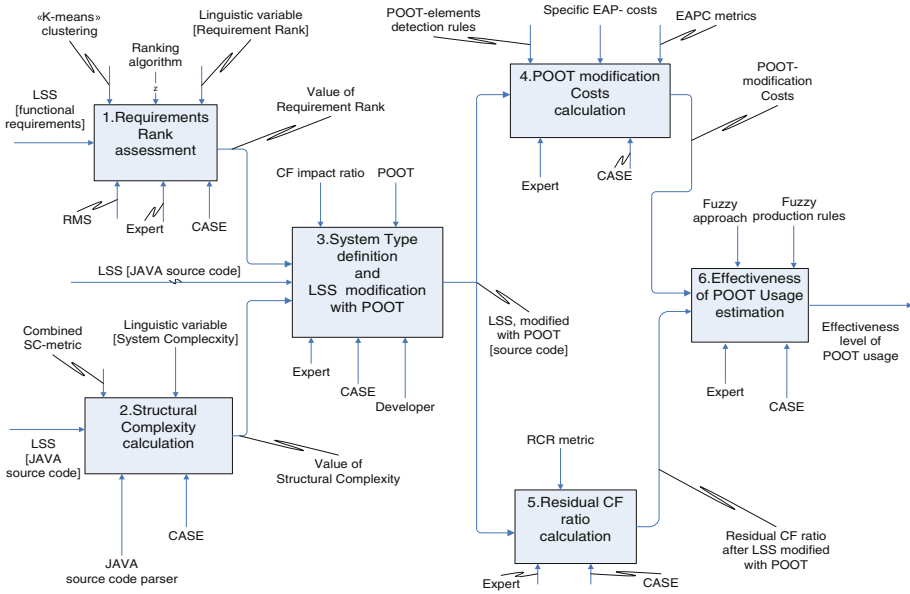 «K-means»
clustering
Ranking
algorithm
z
Linguistic variable
[Requirement Rank]
LSS
[functional
requirements]
1.Requirements
Rank
assessment
Value of
Requirement Rank
RMS
Expert
CASE
POOT-elements
detection rules
Specific EAP- costs
EAPC metrics
4.POOT modification
Costs
calculation
POOT-
modification
Costs
Expert
CASE
CF impact ratio
POOT
LSS [JAVA source code]
3.System Type
definition
and
LSS modification
with POOT
LSS, modified
with POOT
[source code]
Expert
CASE
Developer
Fuzzy
approach
Fuzzy
production rules
6.Effectiveness
of POOT Usage
estimation
Effectiveness
level of
POOT usage
Expert
CASE
Combined
SC-metric
Linguistic variable
[System Complecxity]
LSS
[JAVA
source code]
2.Structural
Complexity
calculation
Value of
Structural Complexity
CASE
JAVA
source code parser
RCR metric
5.Residual CF
ratio
calculation
Residual CF ratio
after LSS modified
with POOT
Expert
CASE